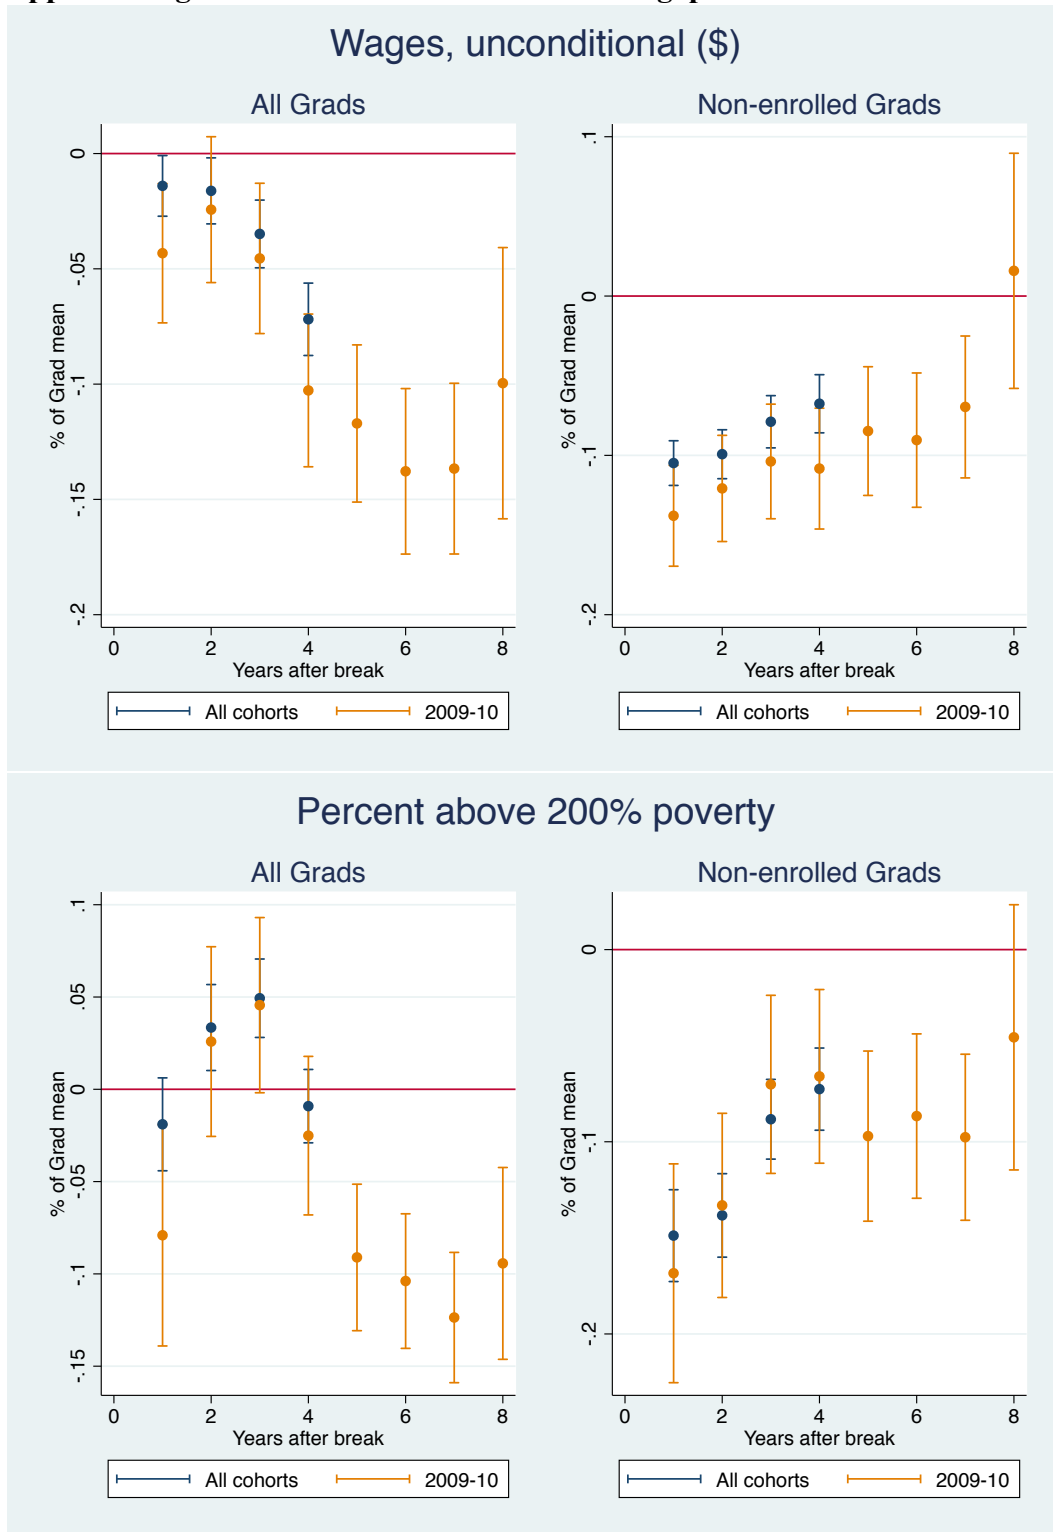 Wages, unconditional ($)
All Grads
Non-enrolled Grads
% of Grad mean
0
-.05
-.1
-.15
-.2
0 2 4 6 8
Years after break
All cohorts 2009-10
% of Grad mean
.1
0
-.1
-.2
0 2 4 6 8
Years after break
All cohorts 2009-10
Percent above 200% poverty
All Grads
Non-enrolled Grads
% of Grad mean
.1
.05
0
-.05
-.1
-.15
0 2 4 6 8
Years after break
All cohorts 2009-10
% of Grad mean
0
-.1
-.2
0 2 4 6 8
Years after break
All cohorts 2009-10